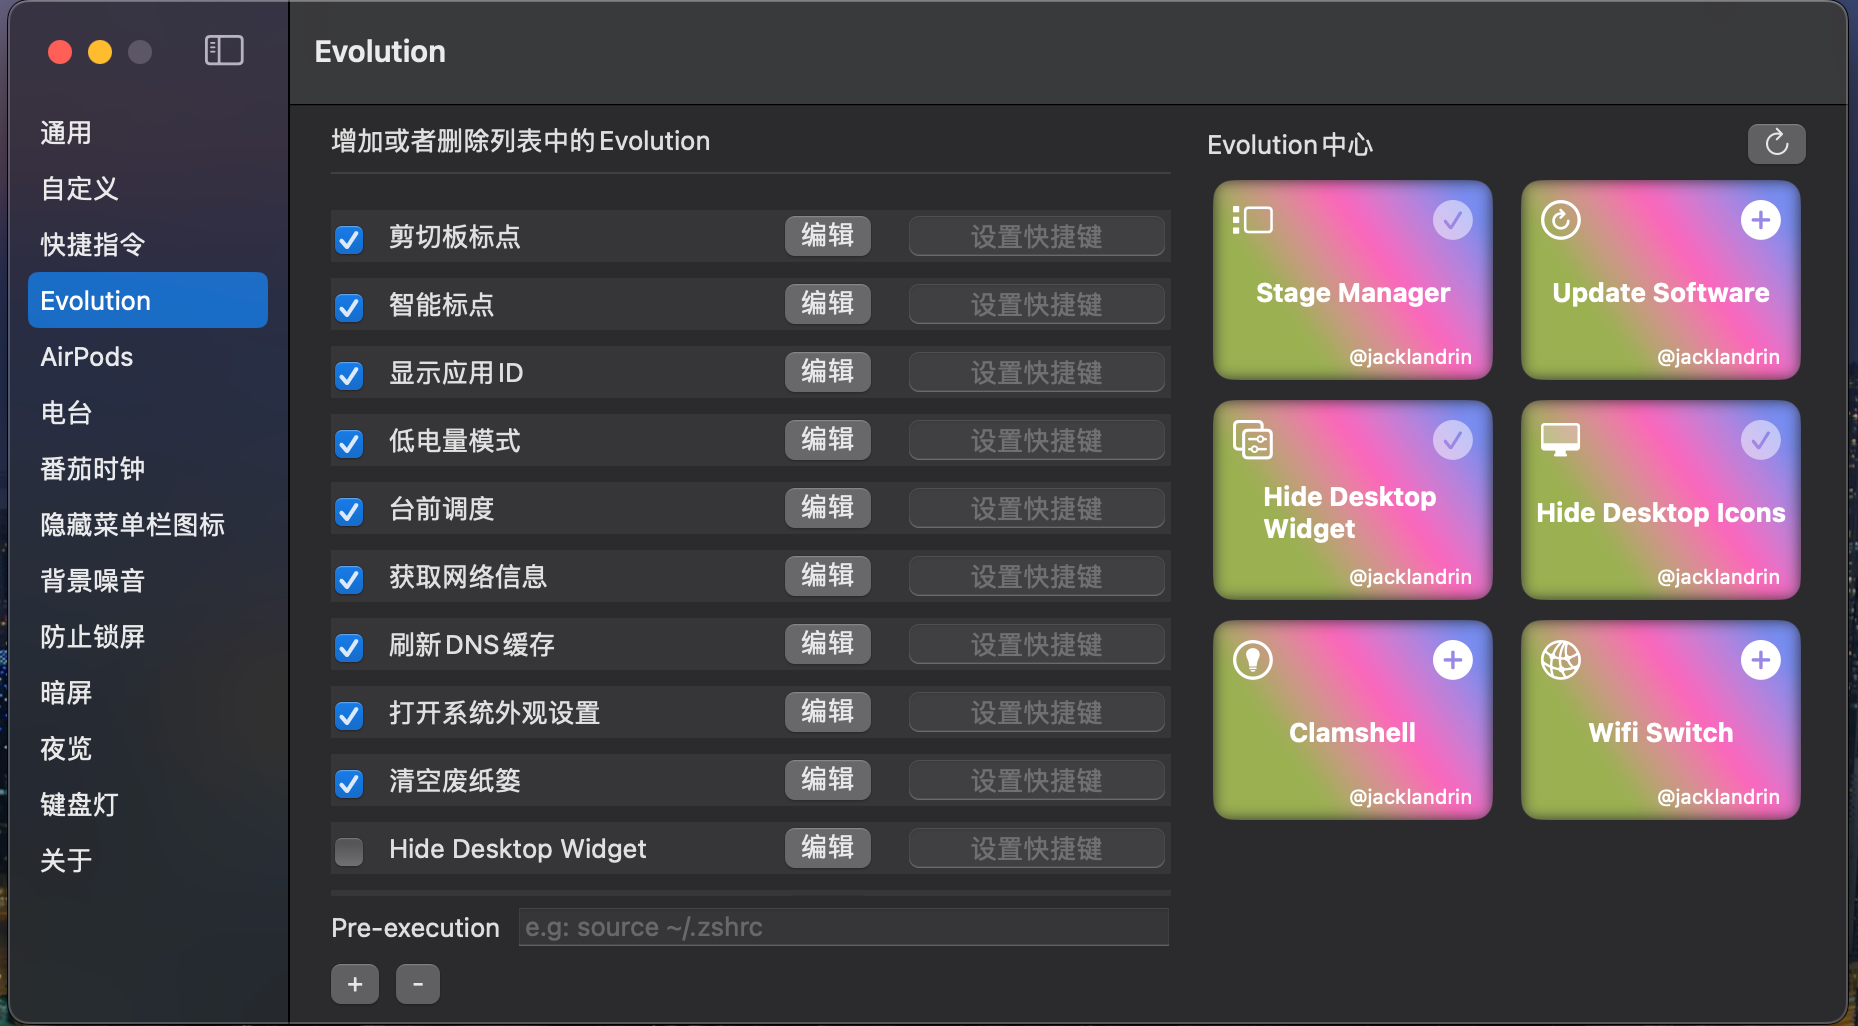 Evolution
通用
自定义
快捷指令
Evolution
AirPods
电台
番茄时钟
隐藏菜单栏图标
背景噪音
防止锁屏
暗屏
夜览
键盘灯
关于
增加或者删除列表中的Evolution
剪切板标点 编辑 设置快捷键
智能标点 编辑 设置快捷键
显示应用ID 编辑 设置快捷键
低电量模式 编辑 设置快捷键
台前调度 编辑 设置快捷键
获取网络信息 编辑 设置快捷键
刷新DNS缓存 编辑 设置快捷键
打开系统外观设置 编辑 设置快捷键
清空废纸篓 编辑 设置快捷键
Hide Desktop Widget 编辑 设置快捷键
Pre-execution e.g: source ~/.zshrc
+ -
Evolution中心
Stage Manager
@jacklandrin
Update Software
@jacklandrin
Hide Desktop
Widget
@jacklandrin
Hide Desktop Icons
@jacklandrin
Clamshell
@jacklandrin
Wifi Switch
@jacklandrin